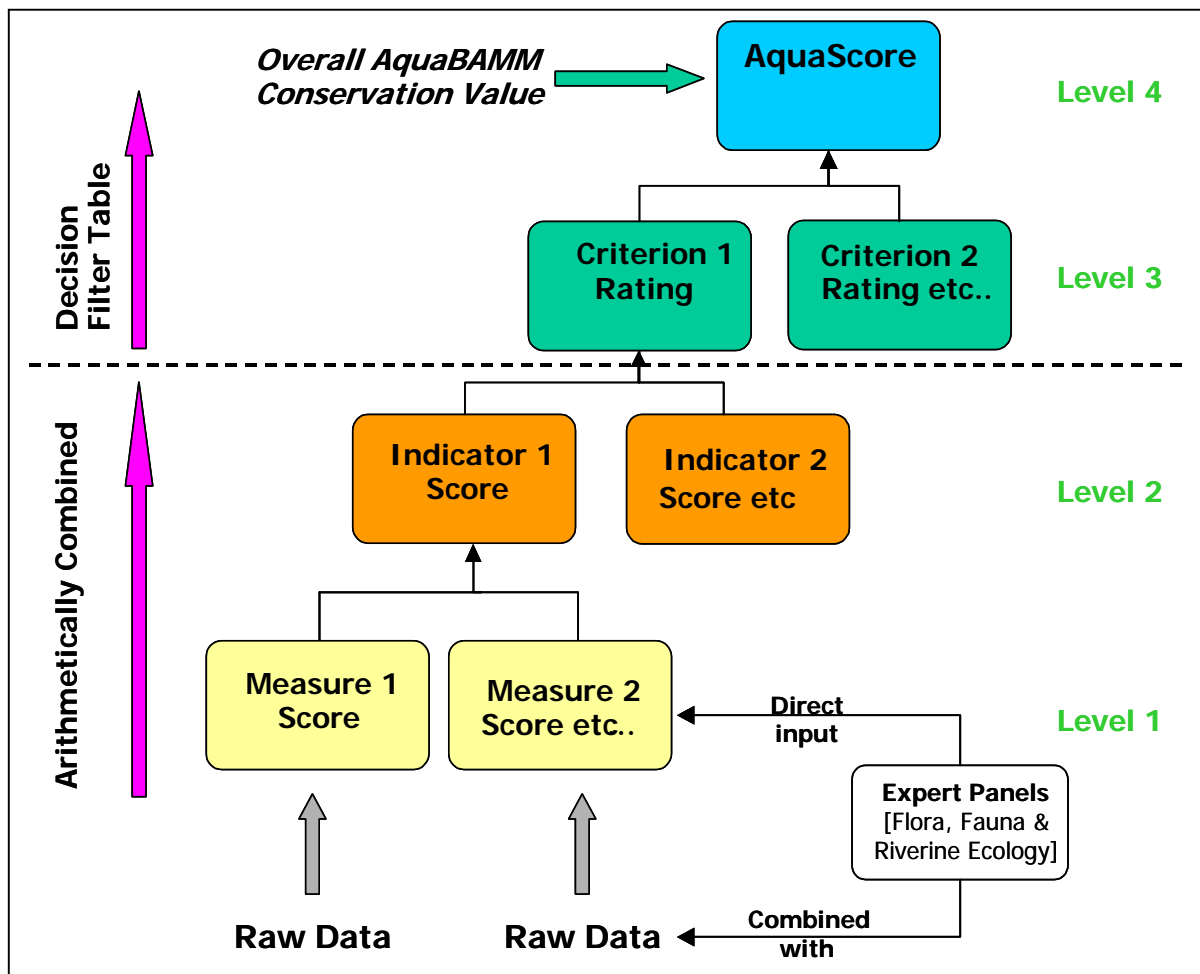 Overall AquaBAMM
Conservation Value
AquaScore
Level 4
Decision
Filter Table
Criterion 1
Rating
Criterion 2
Rating etc..
Level 3
Arithmetically Combined
Indicator 1
Score
Indicator 2
Score etc
Level 2
Measure 1
Score
Measure 2
Score etc..
Direct
input
Level 1
Expert Panels
[Flora, Fauna &
Riverine Ecology]
Raw Data
Raw Data
Combined
with